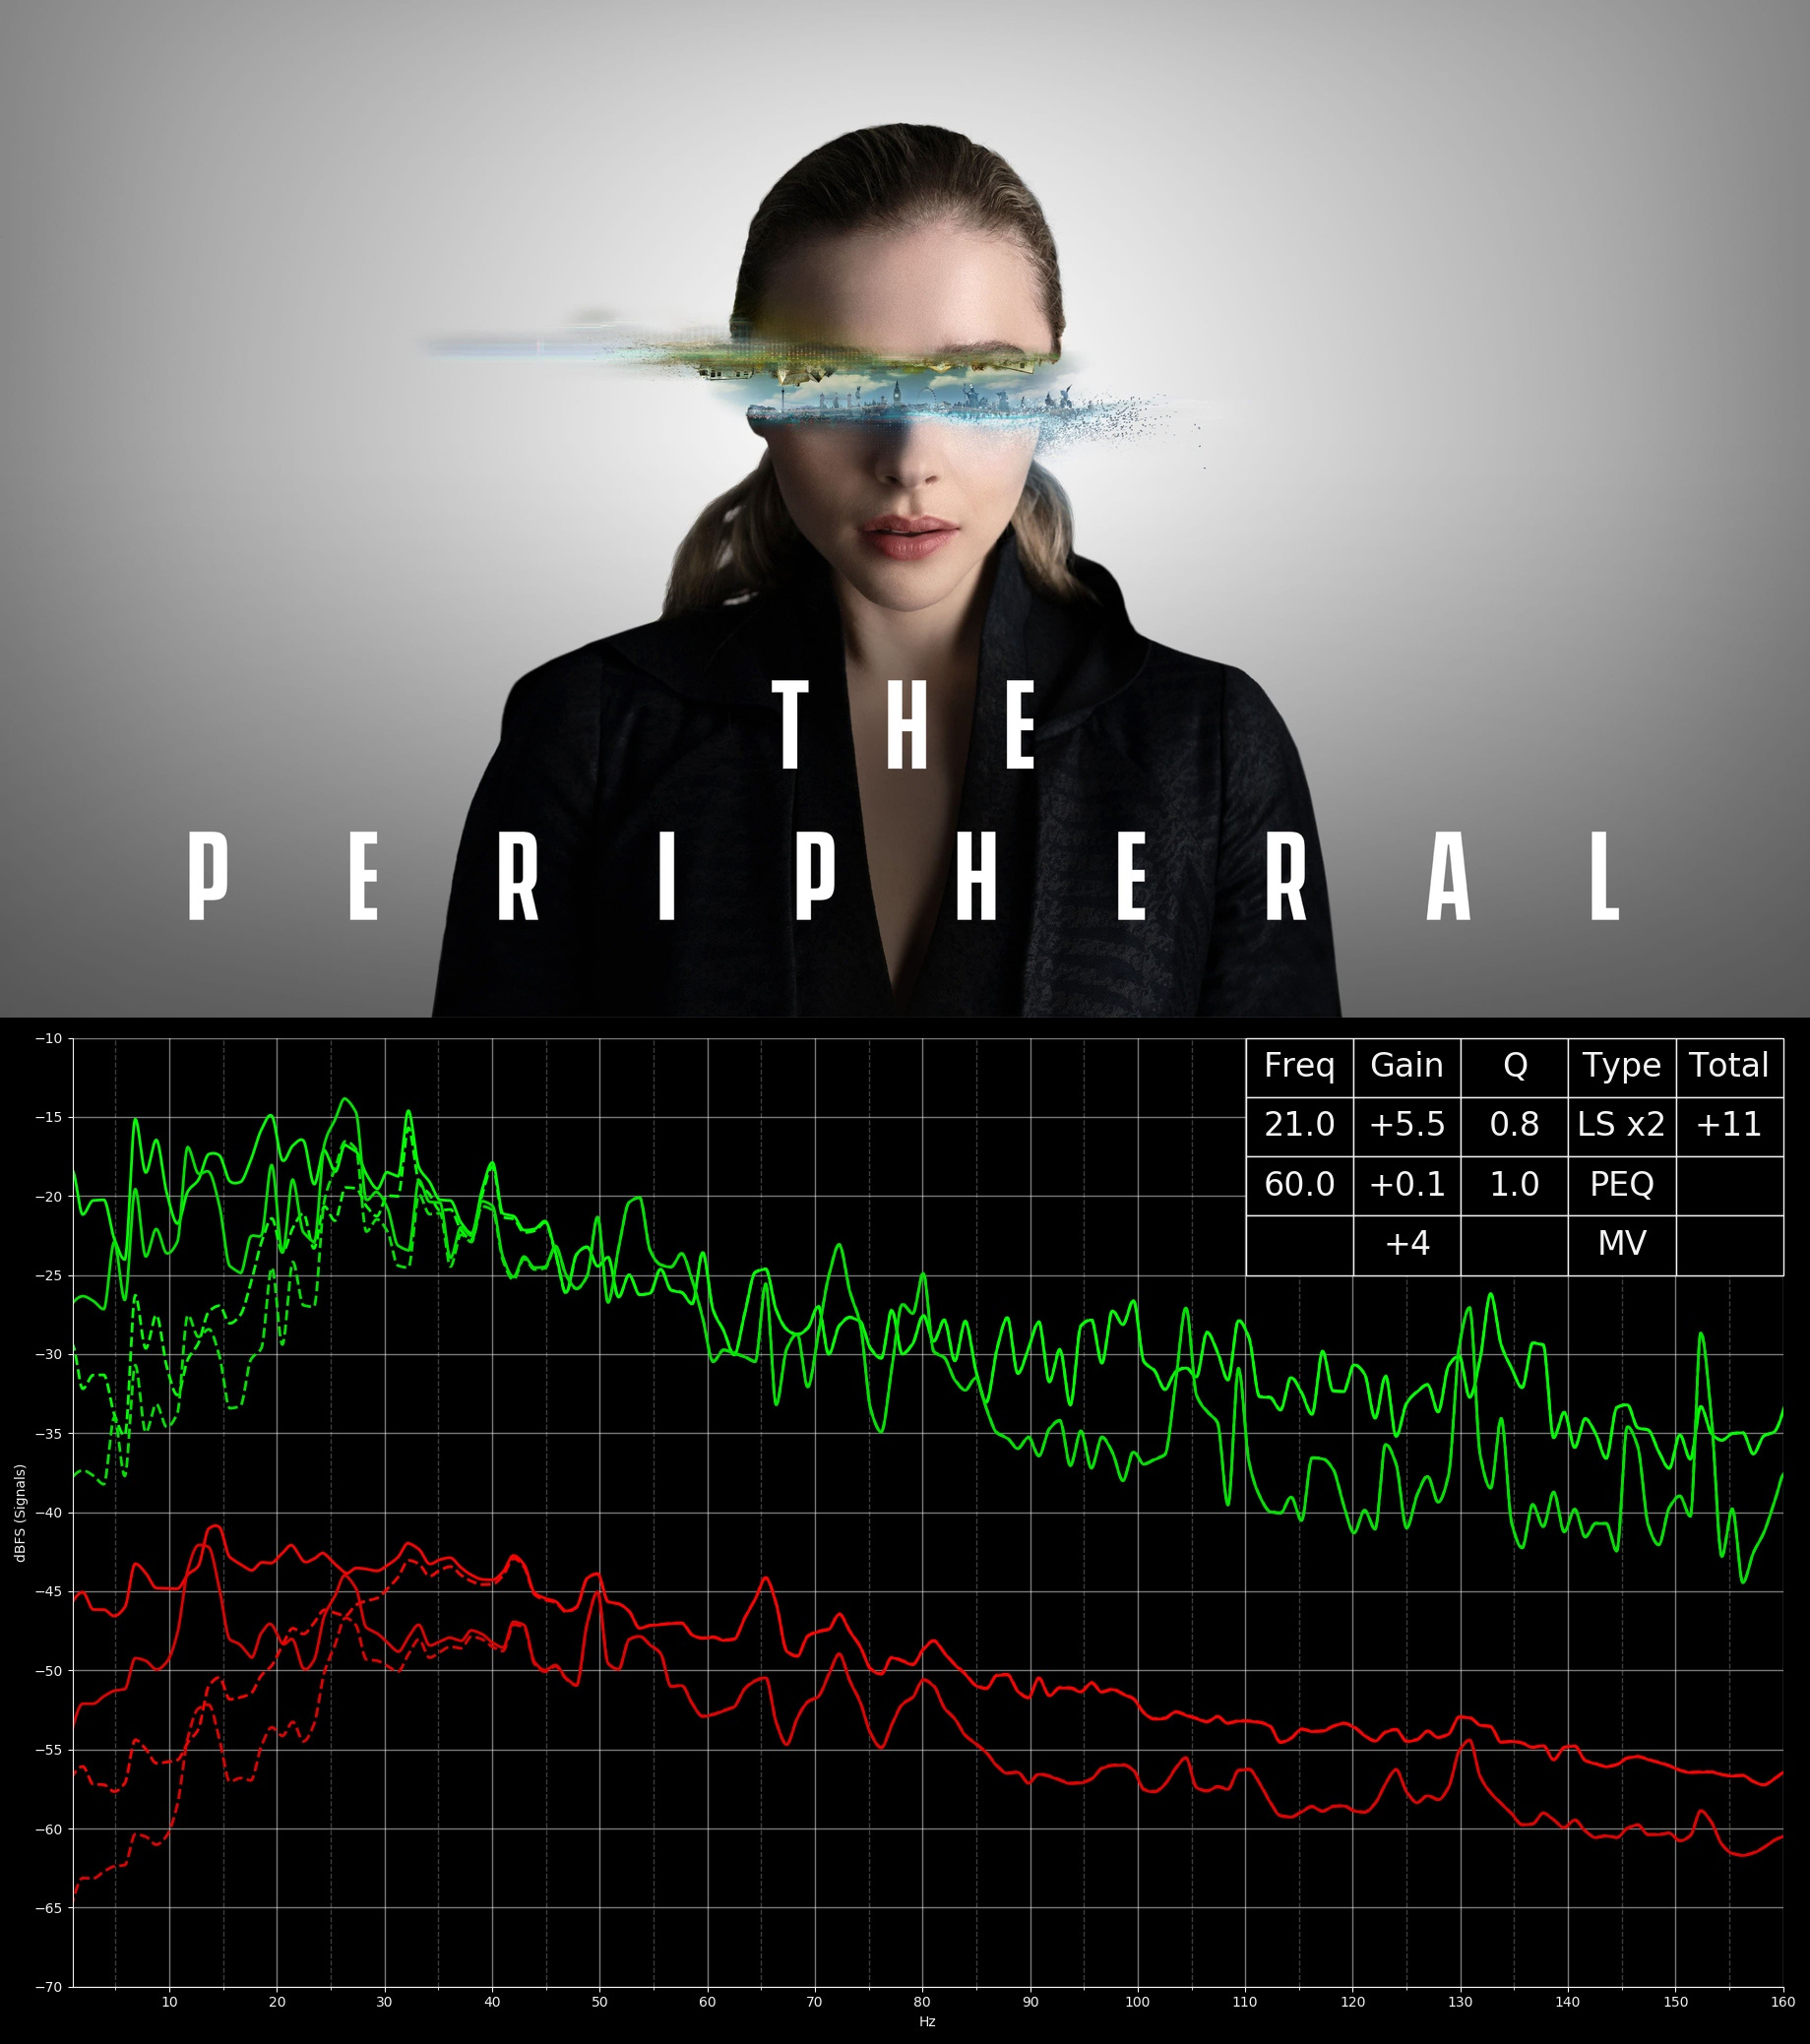 THE
PERIPHERAL
Freq Gain Q Type Total
21.0 +5.5 0.8 LS x2 +11
60.0 +0.1 1.0 PEQ
+4 MV
−10
−15
−20
−25
−30
−35
−40
−45
−50
−55
−60
−65
−70
dBFS (Signals)
10 20 30 40 50 60 70 80 90 100 110 120 130 140 150 160
Hz